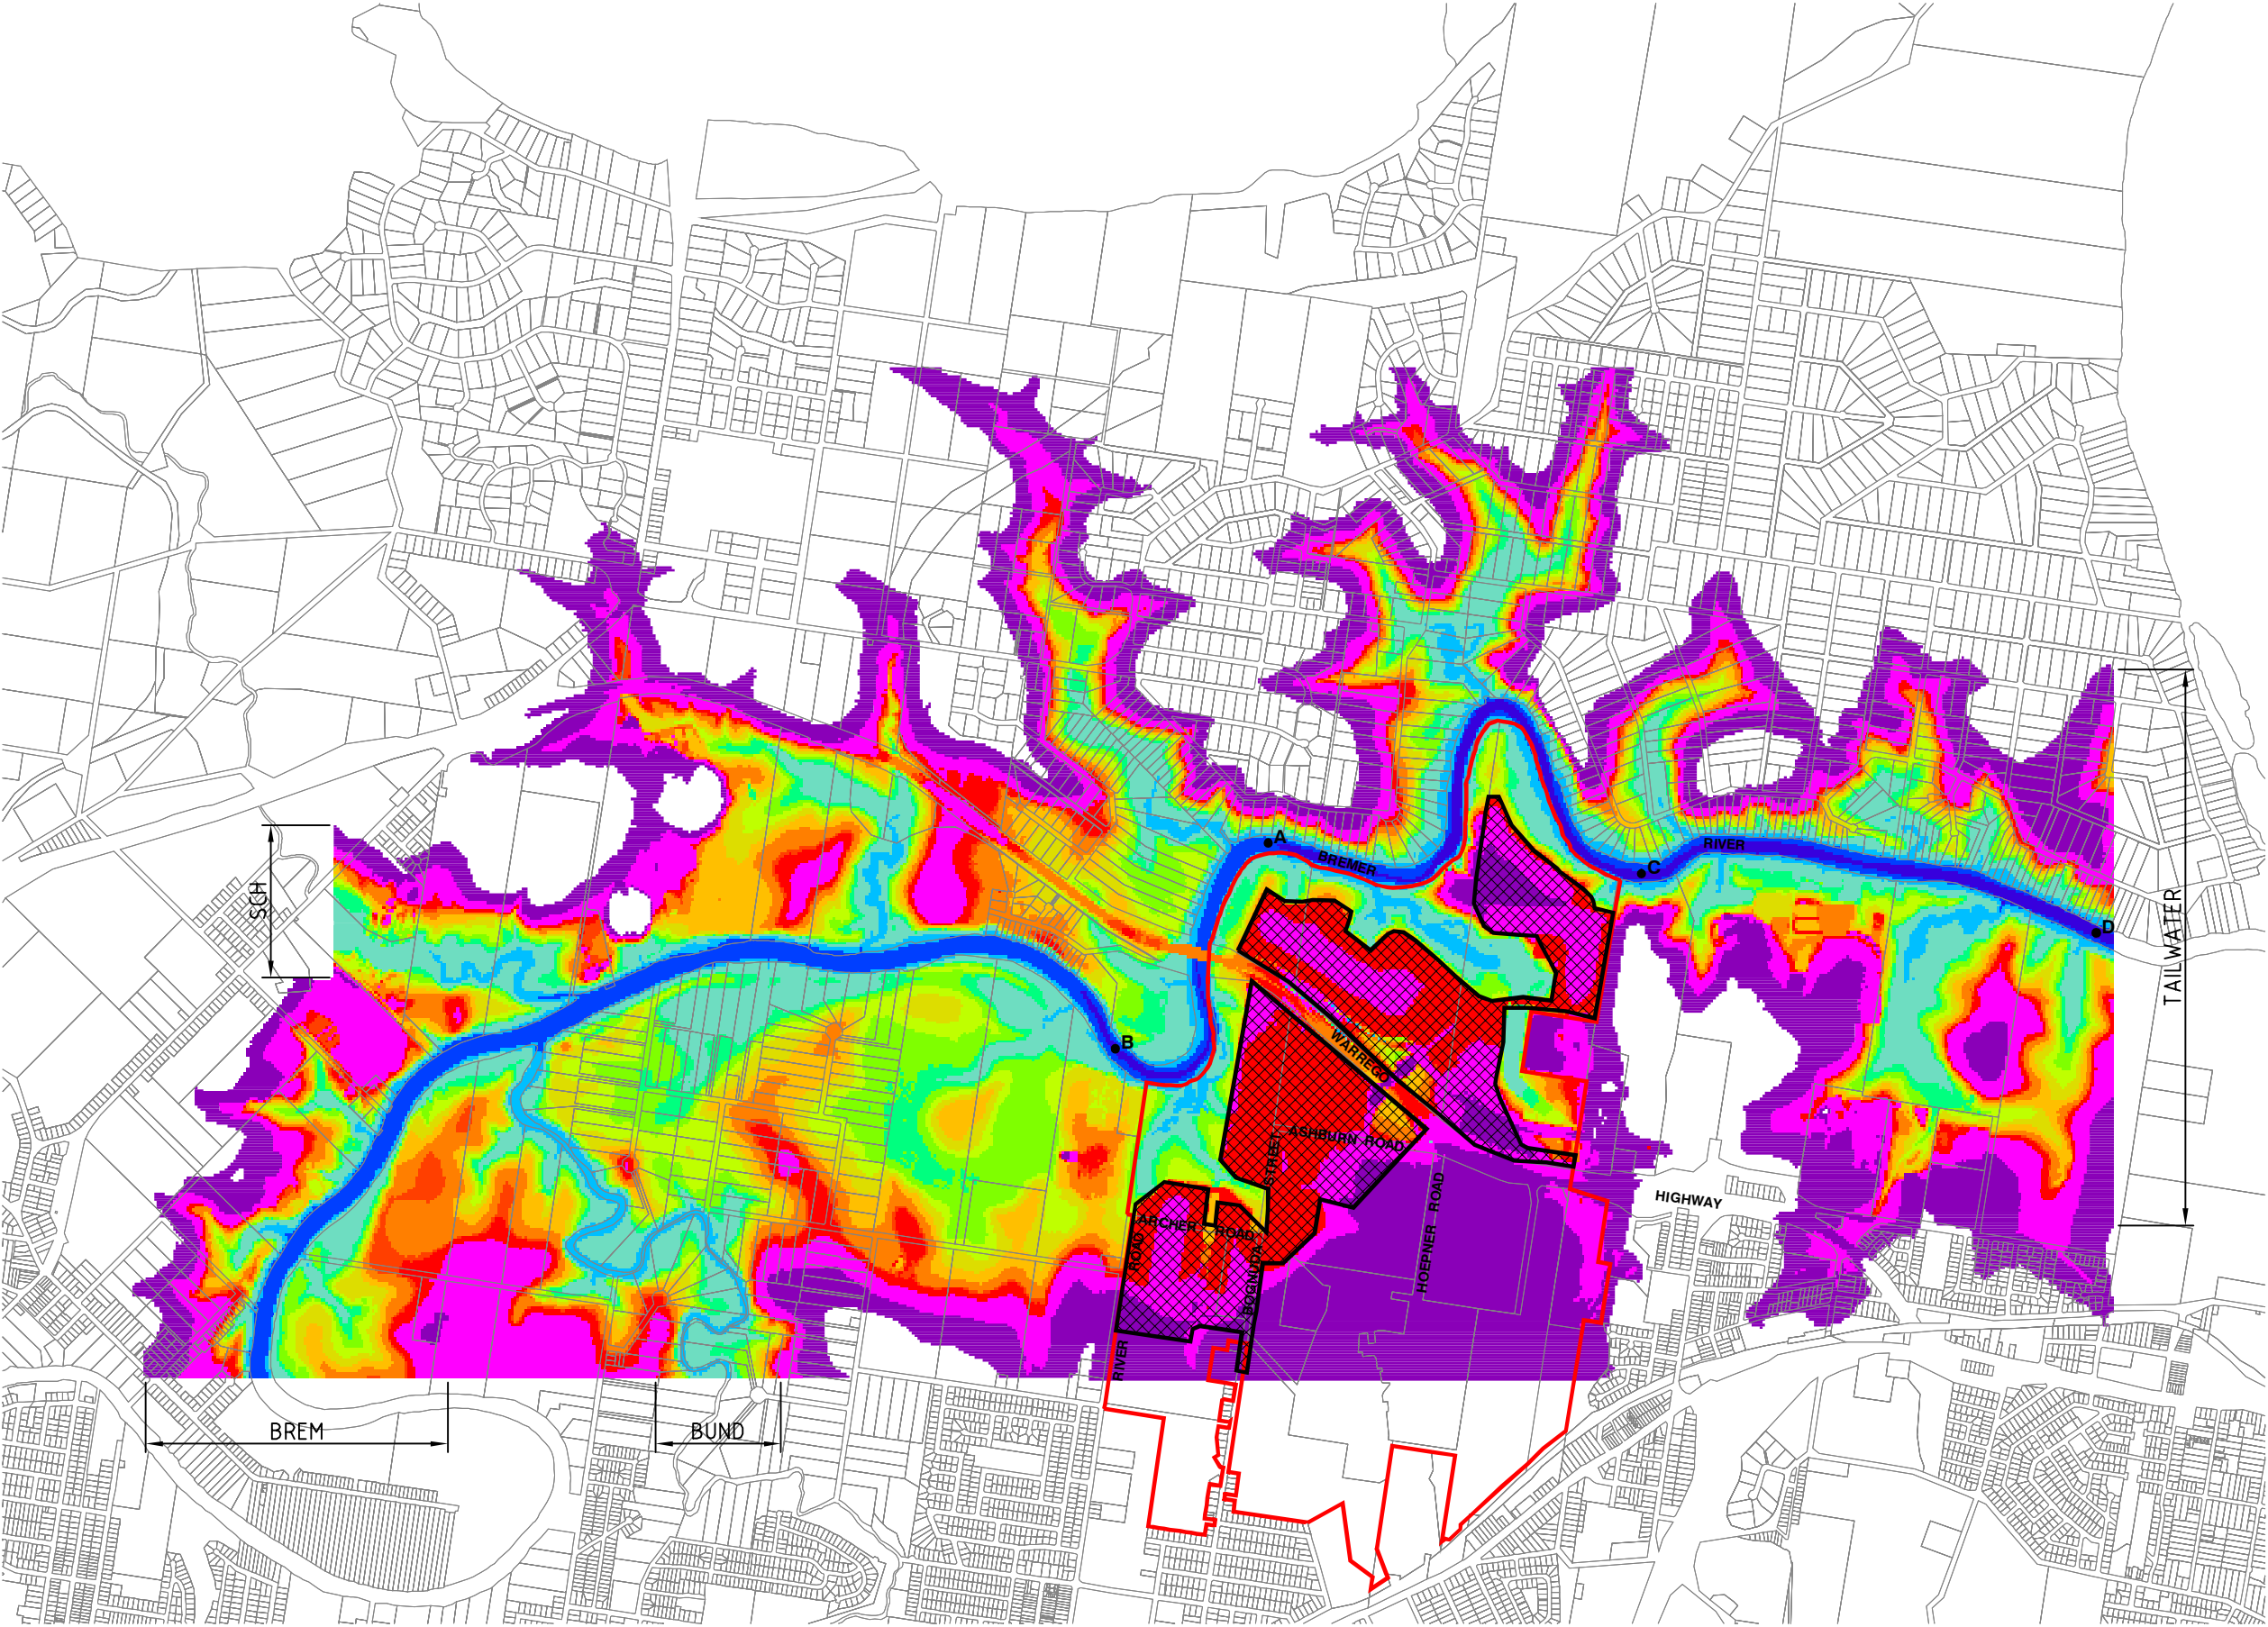 A
BREMER
RIVER
C
SCH
TAILWATER
D
B
WARREGO
ASHBURN ROAD
STREET
HOEPNER ROAD
HIGHWAY
ARCHER ROAD
ROAD
BOGNUDA
RIVER
BREM
BUND